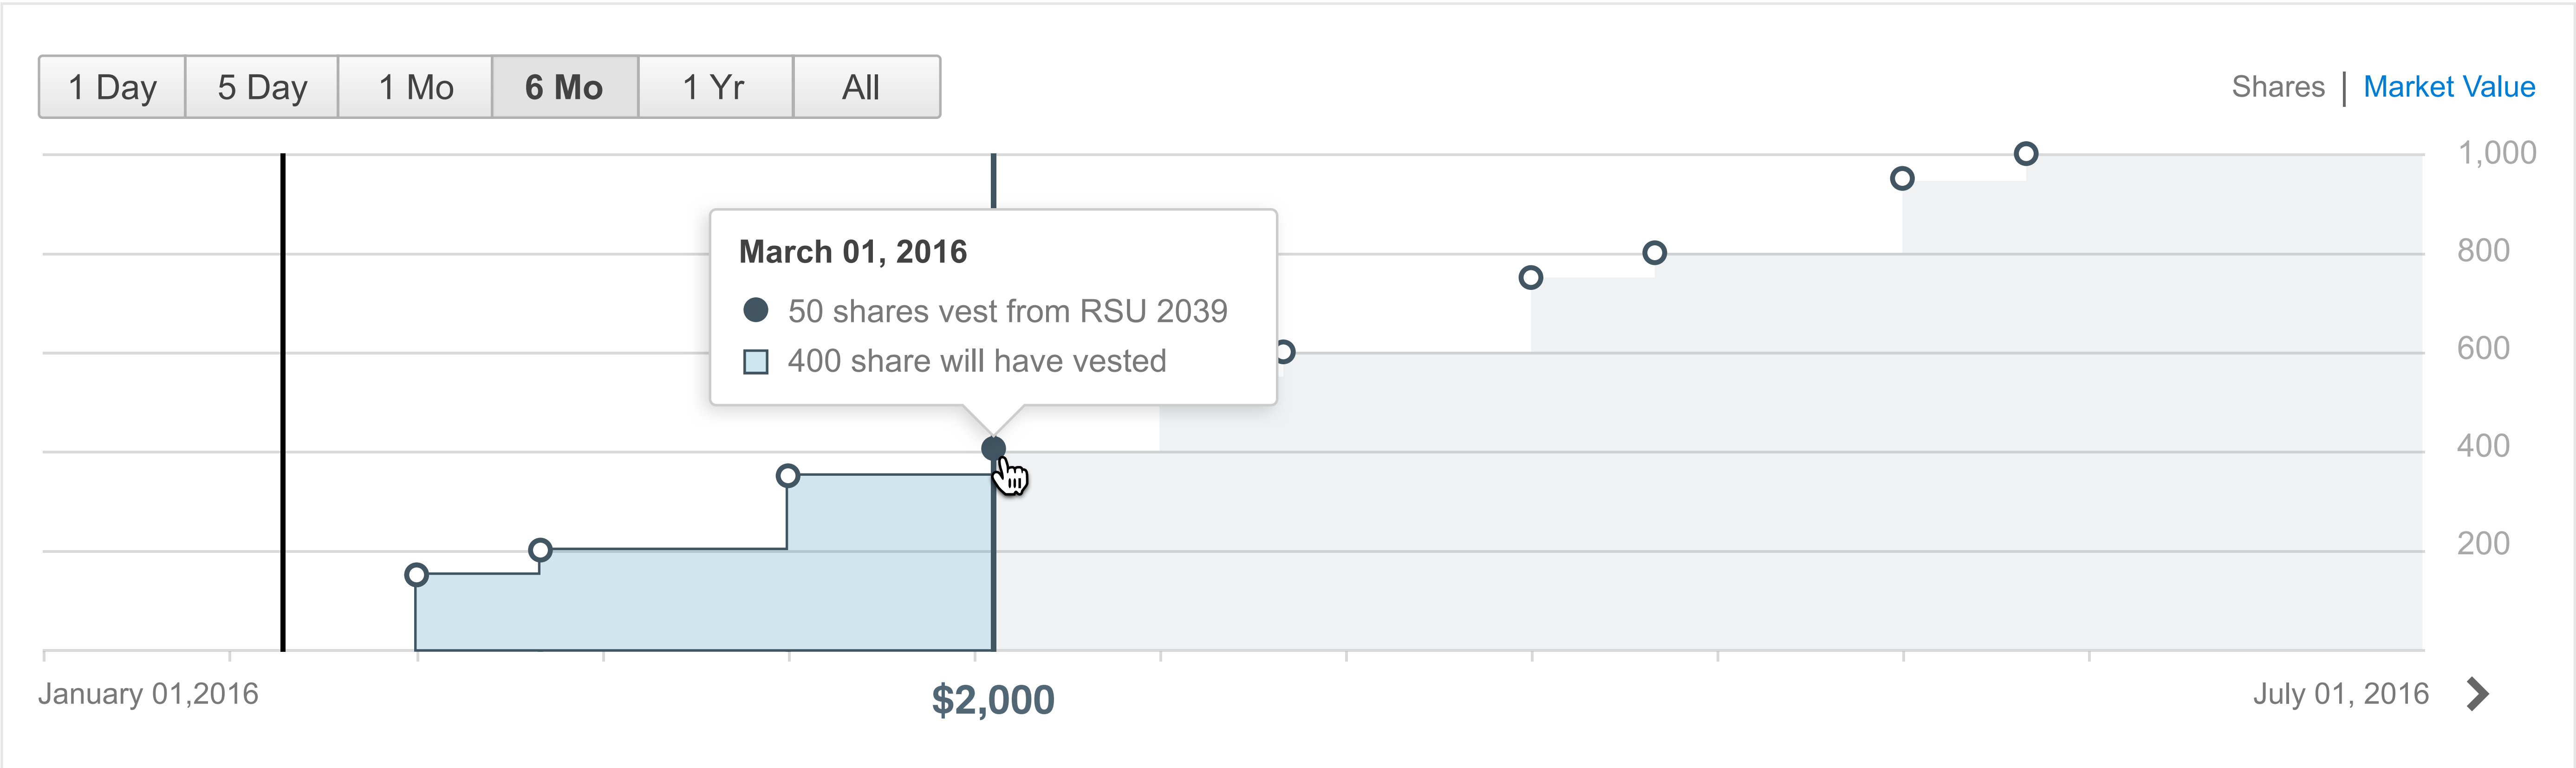 1 Day 5 Day 1 Mo 6 Mo 1 Yr All
Shares | Market Value
1,000
March 01, 2016
800
50 shares vest from RSU 2039
600
400 share will have vested
400
200
January 01,2016 $2,000 July 01, 2016